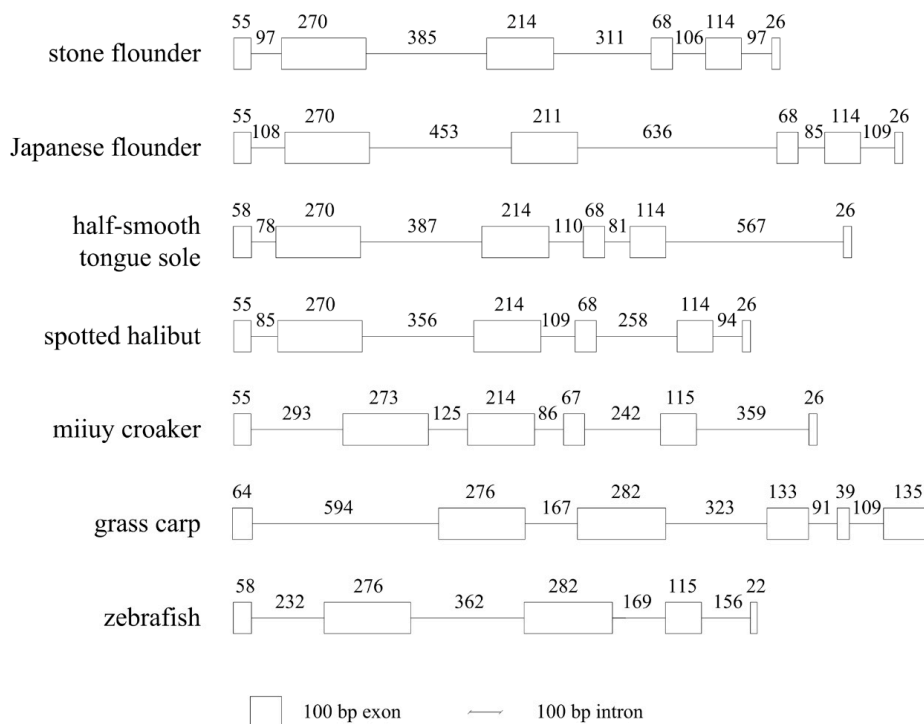 55 270 214 68 114 26
97 385 311 106 97
stone flounder
55 270 211 68 114 26
108 453 636 85 109
Japanese flounder
58 270 214 68 114 26
78 387 110 81 567
half-smooth
tongue sole
55 270 214 68 114 26
85 356 109 258 94
spotted halibut
55 273 214 67 115 26
293 125 86 242 359
miiuy croaker
64 276 282 133 39 135
594 167 323 91 109
grass carp
58 276 282 115 22
232 362 169 156
zebrafish
100 bp exon 100 bp intron